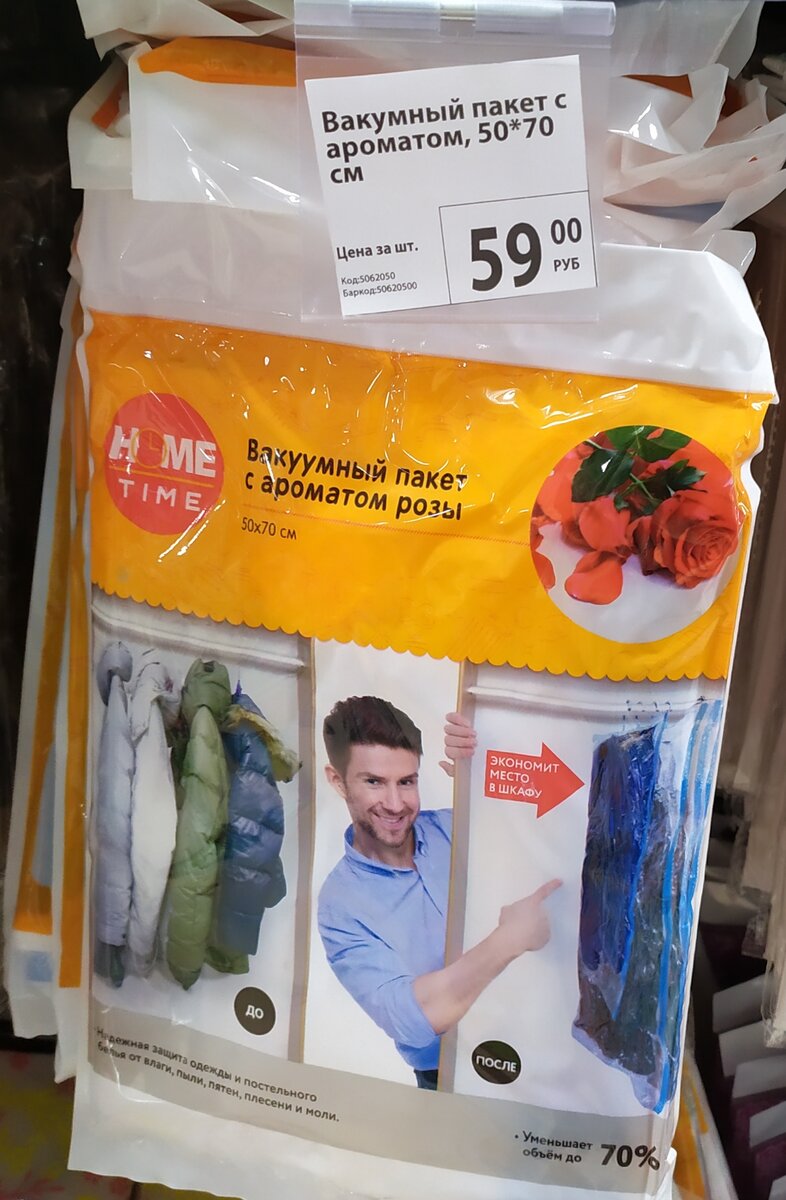 Вакумный пакет с
ароматом, 50*70
см
Цена за шт.
59 00
РУБ
Код:5062050
Баркод:50620500
HOME
TIME
Вакуумный пакет
с ароматом розы
50х70 см
ЭКОНОМИТ
МЕСТО
В ШКАФУ
ДО
ПОСЛЕ
Надежная защита одежды и постельного
белья от влаги, пыли, пятен, плесени и моли.
• Уменьшает
объём до 70%